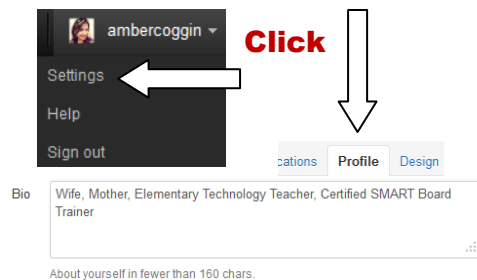 ambercoggin
Click
Settings
Help
Sign out
Profile
Design
Bio
Wife, Mother, Elementary Technology Teacher, Certified SMART Board
Trainer
About yourself in fewer than 160 chars.